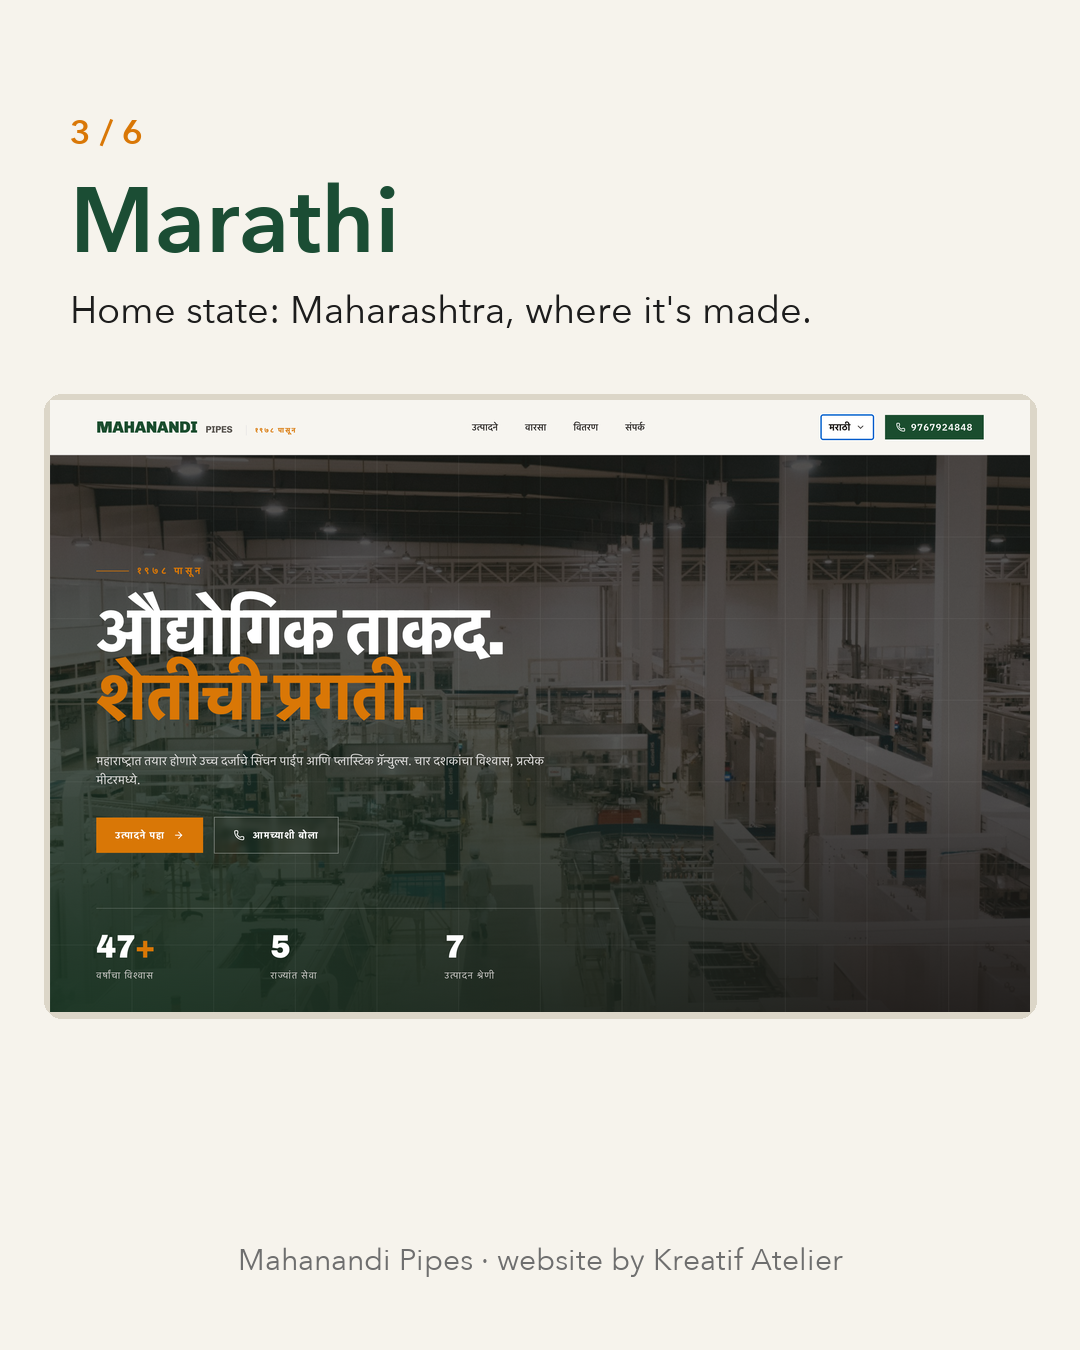 3 / 6
Marathi
Home state: Maharashtra, where it's made.
MAHANANDI PIPES १९७८ पासून उत्पादने वारसा वितरण संपर्क मराठी 9767924848
१९७८ पासून
औद्योगिक ताकद.
शेतीची प्रगती.
महाराष्ट्रात तयार होणारे उच्च दर्जाचे सिंचन पाईप आणि प्लास्टिक ग्रॅन्युल्स. चार दशकांचा विश्वास, प्रत्येक
मीटरमध्ये.
उत्पादने पहा → आमच्याशी बोला
47+ 5 7
वर्षांचा विश्वास राज्यांत सेवा उत्पादन श्रेणी
Mahanandi Pipes · website by Kreatif Atelier